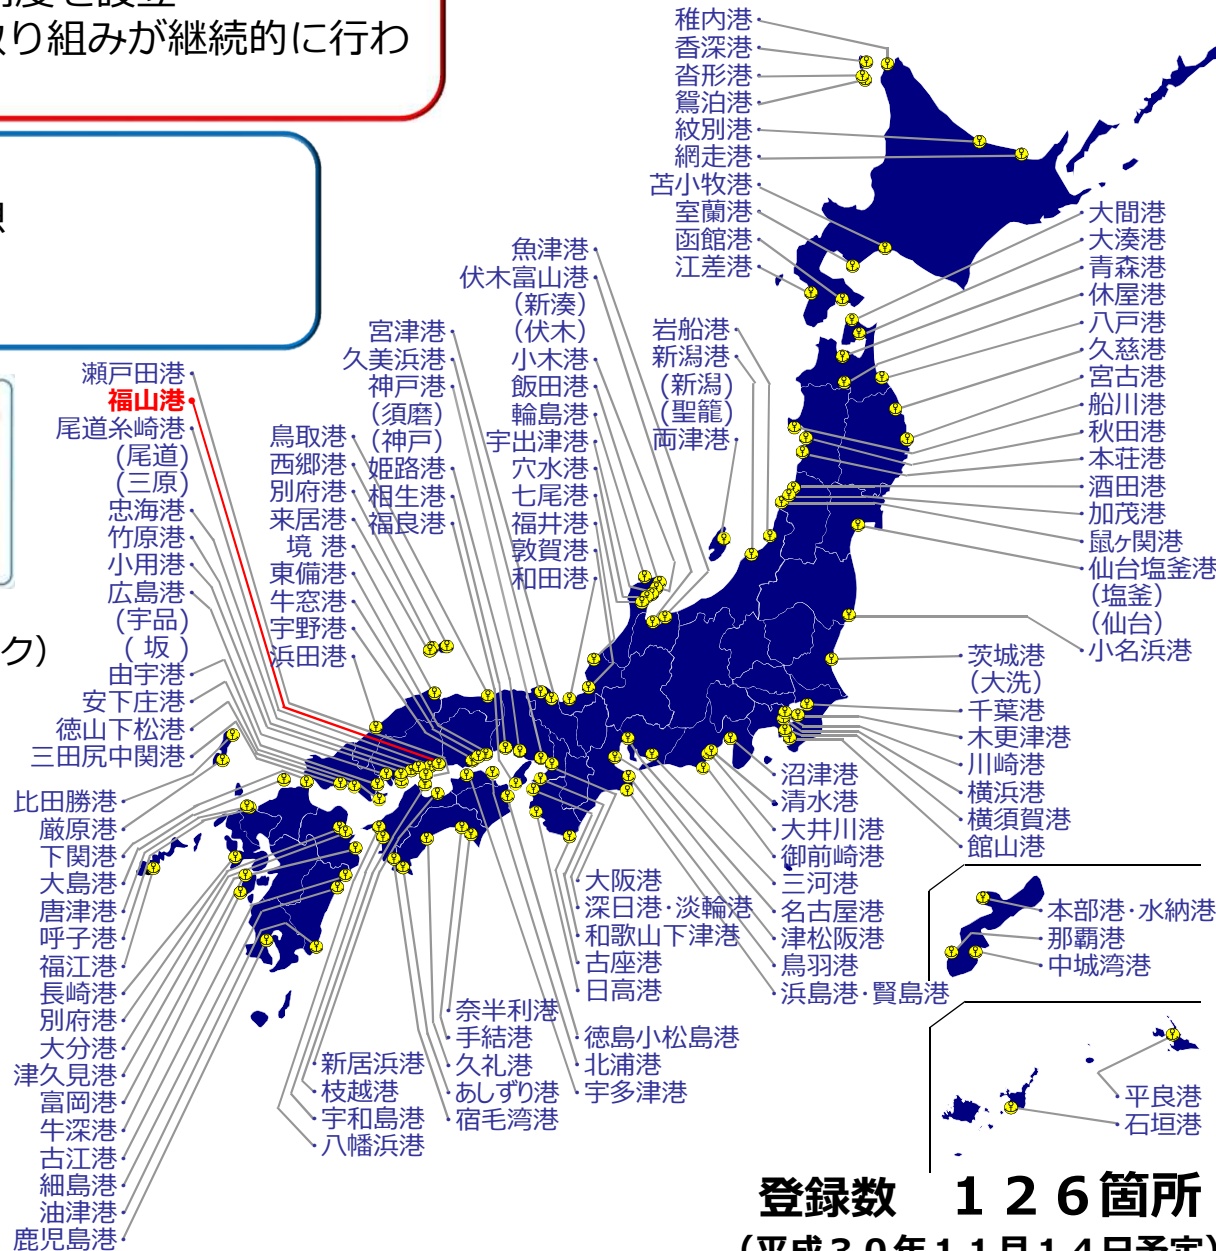 制度を設立
取り組みが継続的に行わ
ク）
稚内港
香深港
沓形港
鴛泊港
紋別港
網走港
苫小牧港
室蘭港
函館港
江差港
大間港
大湊港
青森港
休屋港
八戸港
久慈港
宮古港
船川港
秋田港
本荘港
酒田港
加茂港
鼠ヶ関港
仙台塩釜港
（塩釜）
（仙台）
小名浜港
魚津港
伏木富山港
（新湊）
（伏木）
小木港
飯田港
輪島港
宇出津港
穴水港
七尾港
福井港
敦賀港
和田港
岩船港
新潟港
（新潟）
（聖籠）
両津港
宮津港
久美浜港
神戸港
（須磨）
（神戸）
姫路港
相生港
福良港
鳥取港
西郷港
別府港
来居港
境 港
東備港
牛窓港
宇野港
浜田港
瀬戸田港
福山港
尾道糸崎港
（尾道）
（三原）
忠海港
竹原港
小用港
広島港
（宇品）
（ 坂 ）
由宇港
安下庄港
徳山下松港
三田尻中関港
比田勝港
厳原港
下関港
大島港
唐津港
呼子港
福江港
長崎港
別府港
大分港
津久見港
富岡港
牛深港
古江港
細島港
油津港
鹿児島港
茨城港
（大洗）
千葉港
木更津港
川崎港
横浜港
横須賀港
館山港
沼津港
清水港
大井川港
御前崎港
三河港
名古屋港
津松阪港
鳥羽港
浜島港・賢島港
大阪港
深日港・淡輪港
和歌山下津港
古座港
日高港
徳島小松島港
北浦港
宇多津港
奈半利港
手結港
久礼港
あしずり港
宿毛湾港
新居浜港
枝越港
宇和島港
八幡浜港
本部港・水納港
那覇港
中城湾港
平良港
石垣港
登録数　１２６箇所
（平成３０年１１月１４日予定）